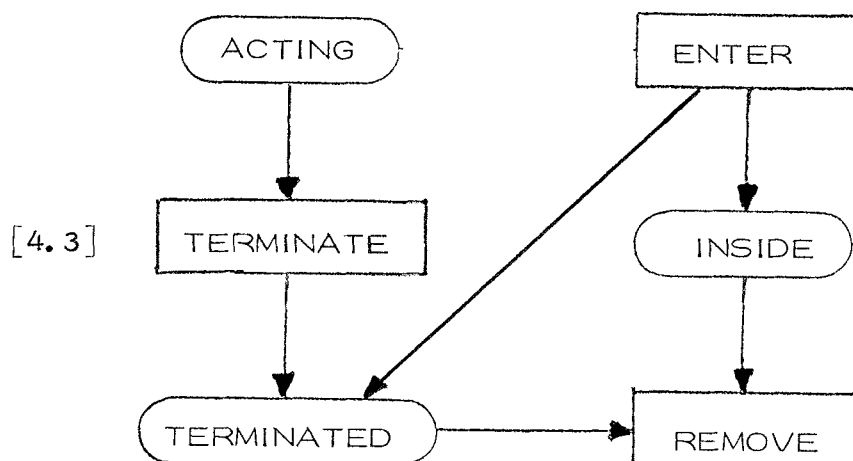 ACTING
ENTER
[4.3]
TERMINATE
INSIDE
TERMINATED
REMOVE